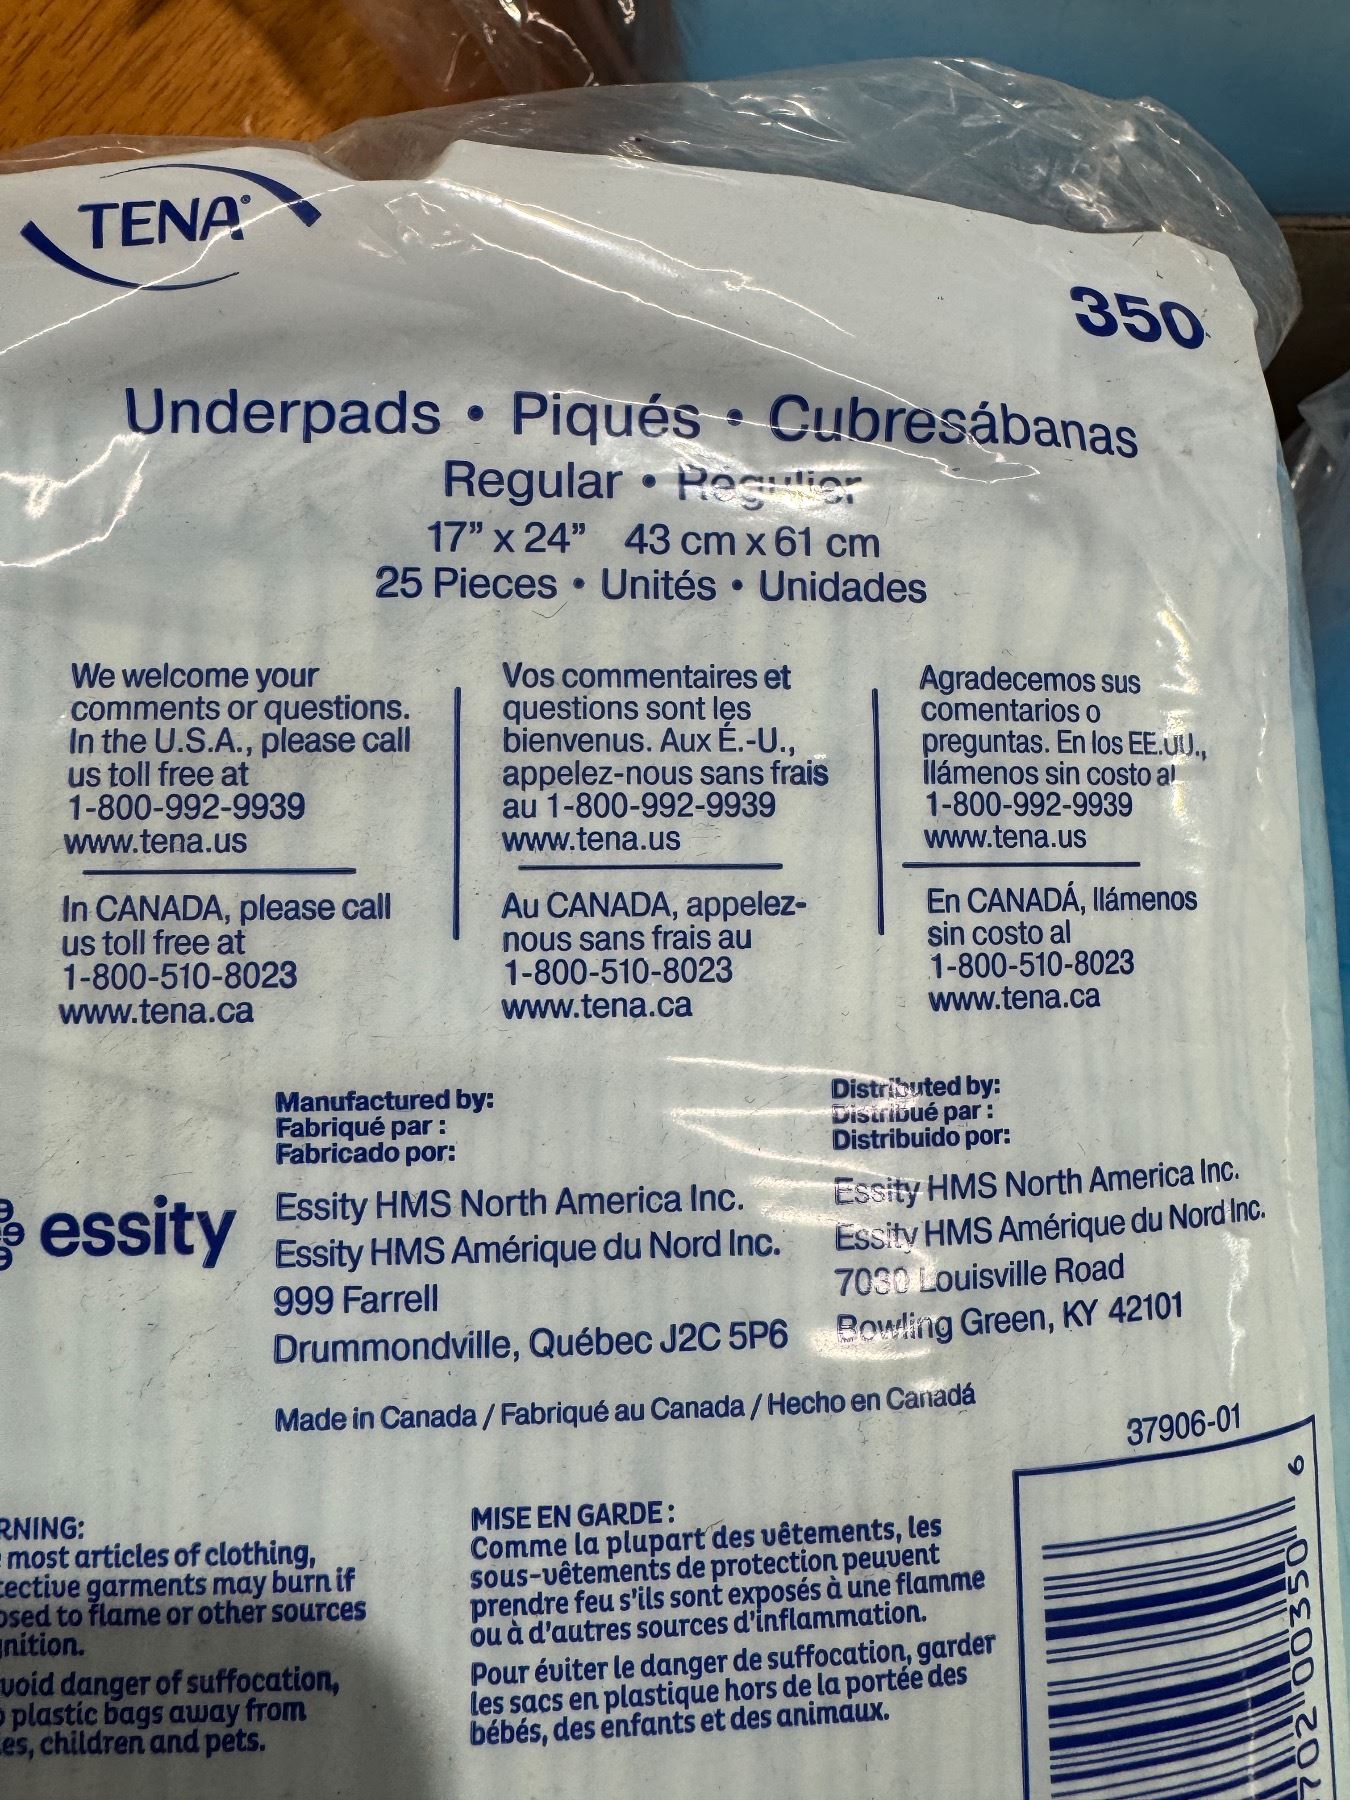 TENA®
350
Underpads • Piqués • Cubresábanas
Regular • Régulier
17” x 24” 43 cm x 61 cm
25 Pieces • Unités • Unidades
We welcome your
comments or questions.
In the U.S.A., please call
us toll free at
1-800-992-9939
www.tena.us
In CANADA, please call
us toll free at
1-800-510-8023
www.tena.ca
Vos commentaires et
questions sont les
bienvenus. Aux É.-U.,
appelez-nous sans frais
au 1-800-992-9939
www.tena.us
Au CANADA, appelez-
nous sans frais au
1-800-510-8023
www.tena.ca
Agradecemos sus
comentarios o
preguntas. En los EE.UU.,
llámenos sin costo al
1-800-992-9939
www.tena.us
En CANADÁ, llámenos
sin costo al
1-800-510-8023
www.tena.ca
essity
Manufactured by:
Fabriqué par :
Fabricado por:
Essity HMS North America Inc.
Essity HMS Amérique du Nord Inc.
999 Farrell
Drummondville, Québec J2C 5P6
Distributed by:
Distribué par :
Distribuido por:
Essity HMS North America Inc.
Essity HMS Amérique du Nord Inc.
7030 Louisville Road
Bowling Green, KY 42101
Made in Canada / Fabriqué au Canada / Hecho en Canadá
37906-01
RNING:
most articles of clothing,
tective garments may burn if
osed to flame or other sources
gnition.
void danger of suffocation,
plastic bags away from
es, children and pets.
MISE EN GARDE :
Comme la plupart des vêtements, les
sous-vêtements de protection peuvent
prendre feu s'ils sont exposés à une flamme
ou à d'autres sources d'inflammation.
Pour éviter le danger de suffocation, garder
les sacs en plastique hors de la portée des
bébés, des enfants et des animaux.
702 00350 6